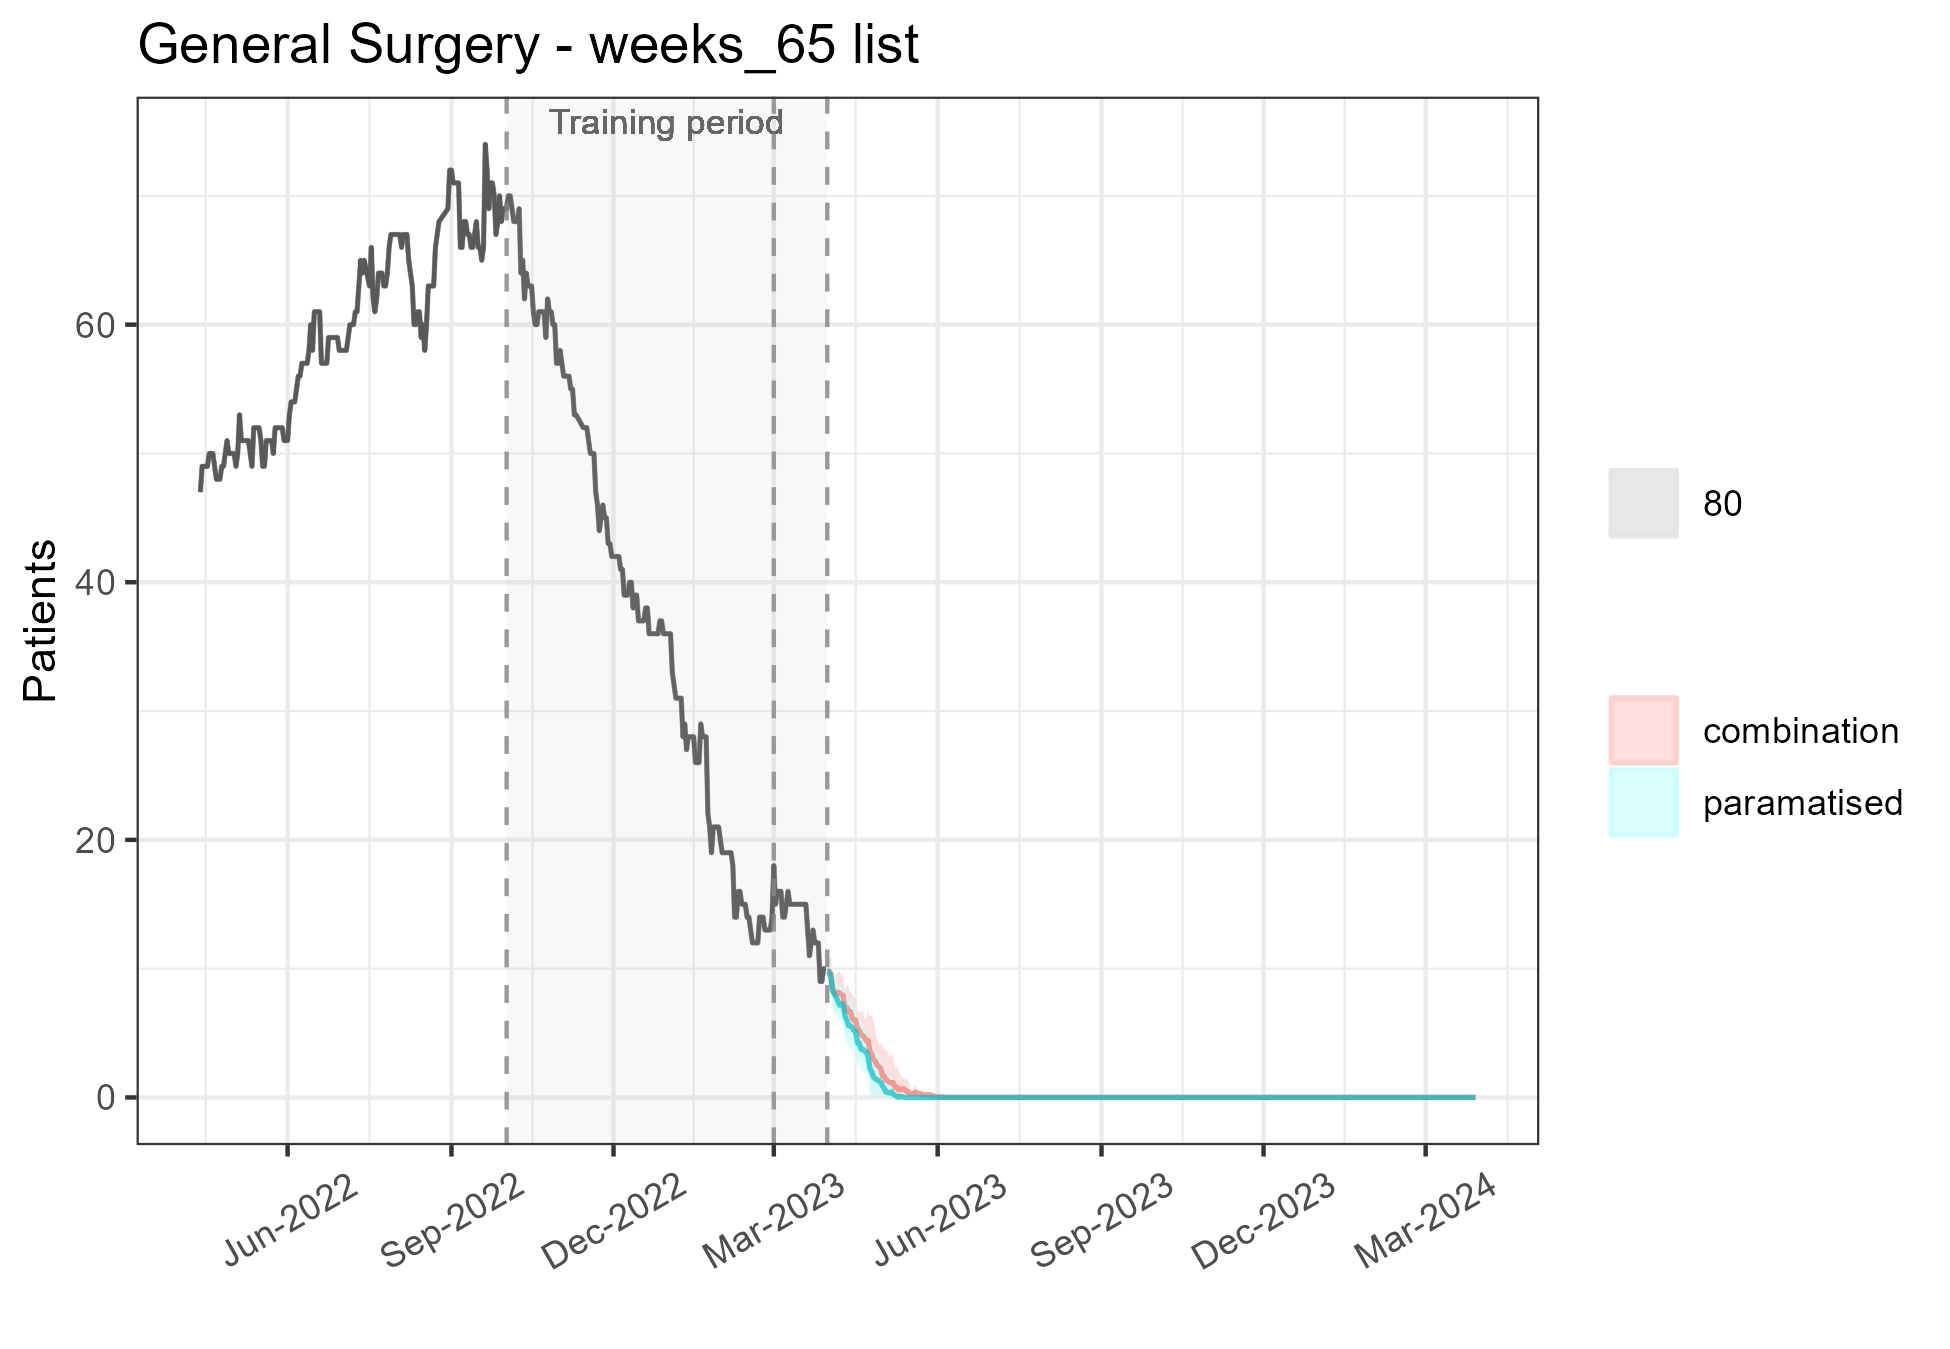 General Surgery - weeks_65 list
Training period
Patients
60
40
20
0
Jun-2022
Sep-2022
Dec-2022
Mar-2023
Jun-2023
Sep-2023
Dec-2023
Mar-2024
80
combination
paramatised